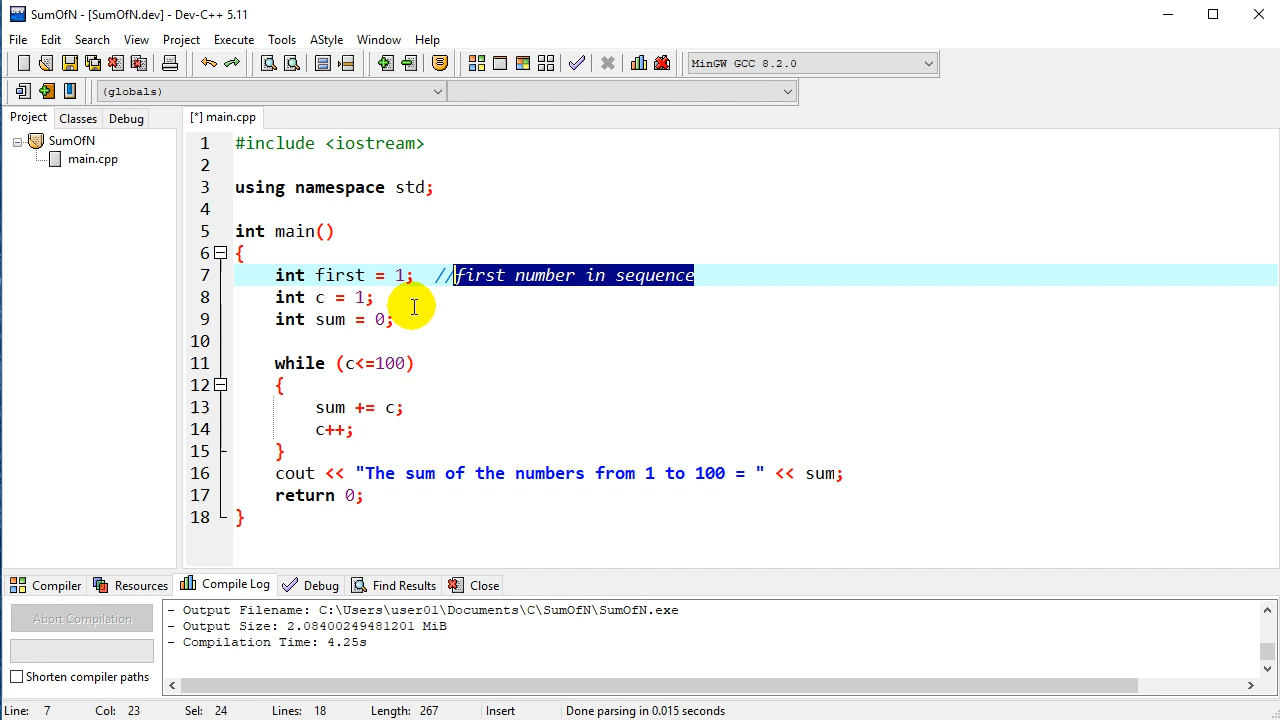 SumOfN - [SumOfN.dev] - Dev-C++ 5.11
File Edit Search View Project Execute Tools AStyle Window Help
MinGW GCC 8.2.0
(globals)
Project Classes Debug
[*] main.cpp
SumOfN
main.cpp
1 #include <iostream>
2
3 using namespace std;
4
5 int main()
6 {
7 int first = 1; //first number in sequence
8 int c = 1;
9 int sum = 0;
10
11 while (c<=100)
12 {
13 sum += c;
14 c++;
15 }
16 cout << "The sum of the numbers from 1 to 100 = " << sum;
17 return 0;
18 }
Compiler Resources Compile Log Debug Find Results Close
Abort Compilation
Shorten compiler paths
- Output Filename: C:\Users\user01\Documents\C\SumOfN\SumOfN.exe
- Output Size: 2.08400249481201 MiB
- Compilation Time: 4.25s
Line: 7 Col: 23 Sel: 24 Lines: 18 Length: 267 Insert Done parsing in 0.015 seconds